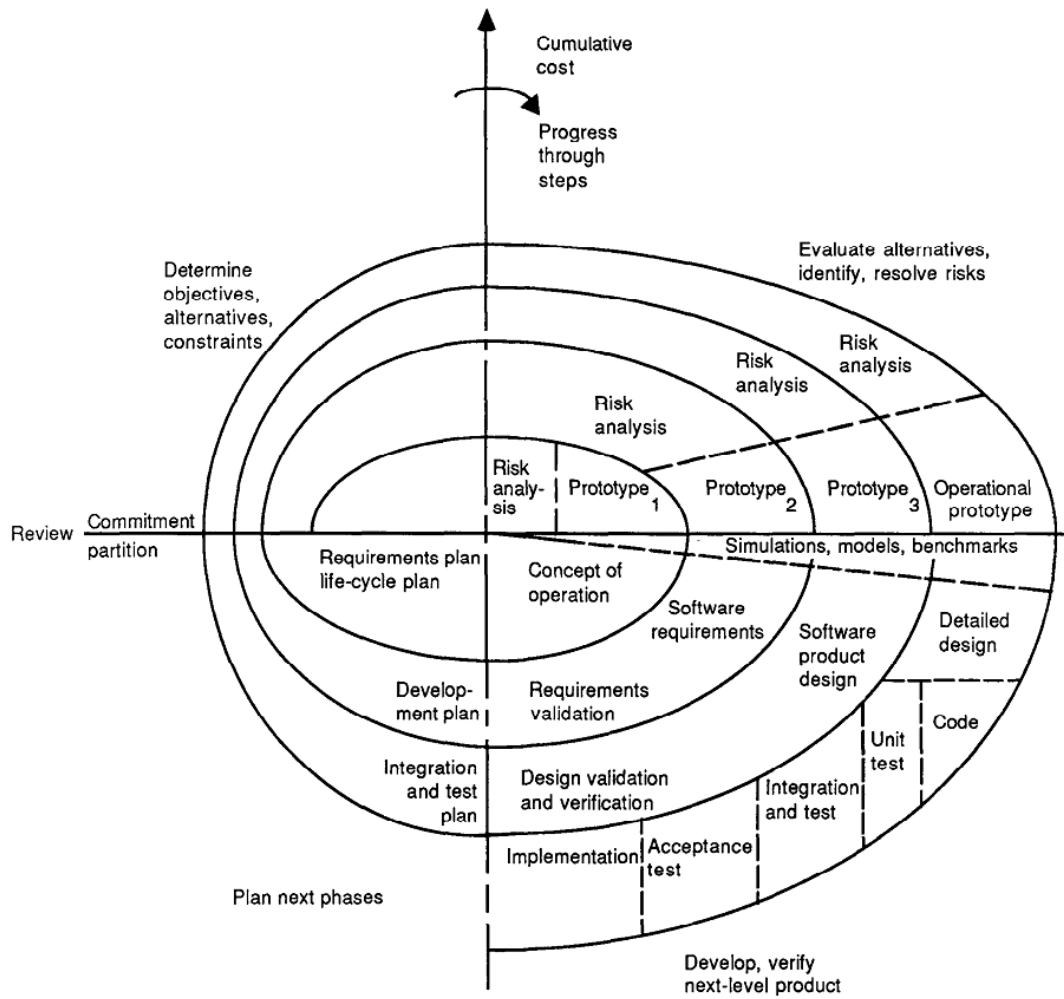 Cumulative
cost
Progress
through
steps
Evaluate alternatives,
identify, resolve risks
Determine
objectives,
alternatives,
constraints
Risk
analysis
Risk
analysis
Risk
analysis
Risk
analy-
sis
Prototype
1
Prototype
2
Prototype
3
Operational
prototype
Review
Commitment
partition
Simulations, models, benchmarks
Requirements plan
life-cycle plan
Concept of
operation
Software
requirements
Software
product
design
Detailed
design
Develop-
ment plan
Requirements
validation
Code
Unit
test
Integration
and test
plan
Design validation
and verification
Integration
and test
Acceptance
test
Implementation
Plan next phases
Develop, verify
next-level product